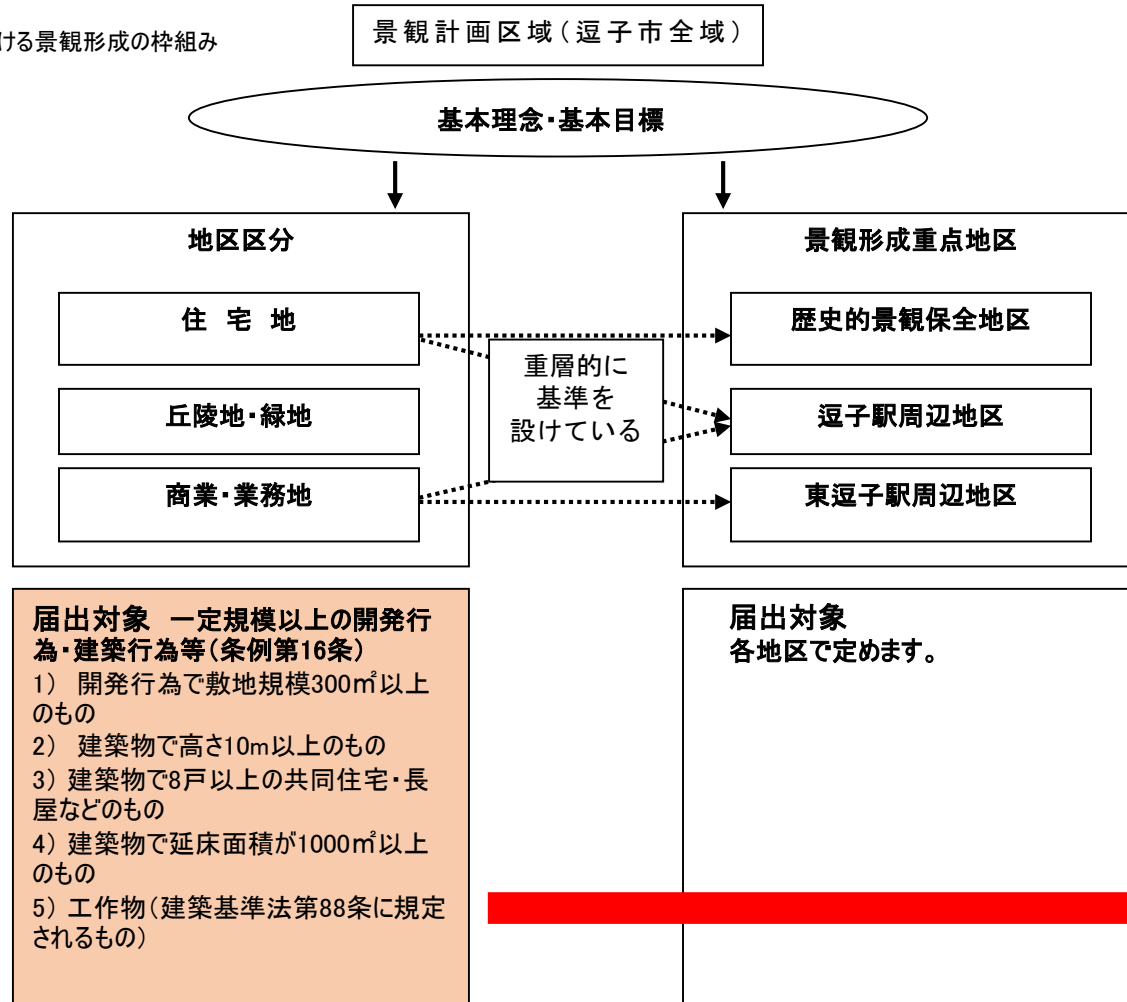 ける景観形成の枠組み
景観計画区域(逗子市全域)
基本理念・基本目標
地区区分
住 宅 地
丘陵地・緑地
商業・業務地
重層的に
基準を
設けている
景観形成重点地区
歴史的景観保全地区
逗子駅周辺地区
東逗子駅周辺地区
届出対象 一定規模以上の開発行
為・建築行為等(条例第16条)
1) 開発行為で敷地規模300㎡以上
のもの
2) 建築物で高さ10m以上のもの
3)建築物で8戸以上の共同住宅・長
屋などのもの
4)建築物で延床面積が1000㎡以上
のもの
5)工作物(建築基準法第88条に規定
されるもの)
届出対象
各地区で定めます。